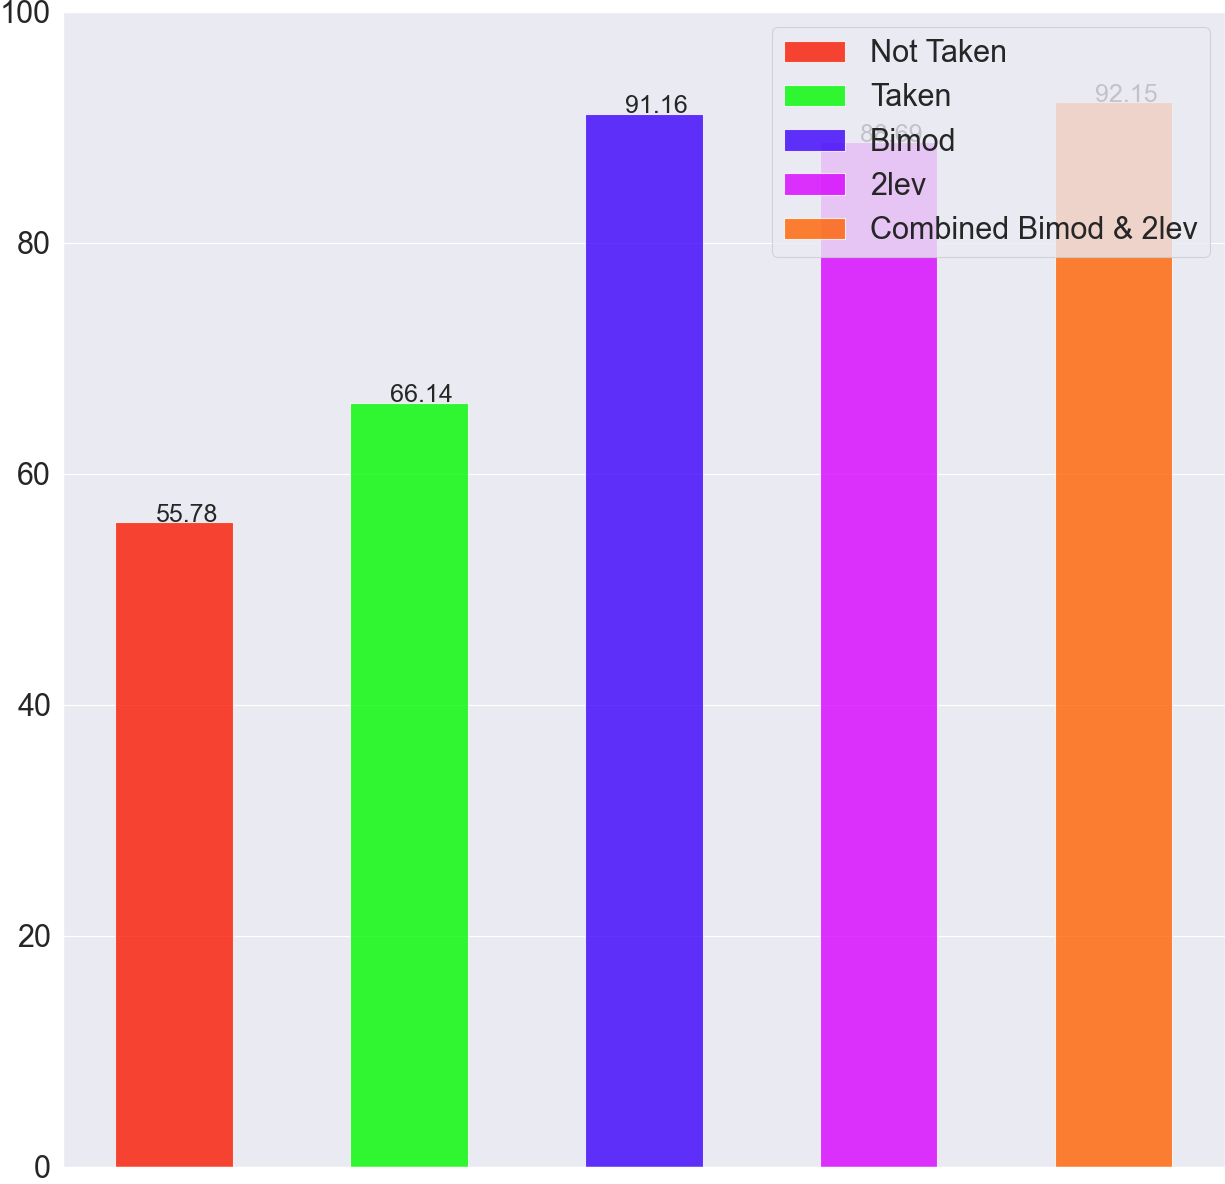 100
80
60
40
20
0
55.78
66.14
91.16
92.15
Not Taken
Taken
Bimod
2lev
Combined Bimod & 2lev